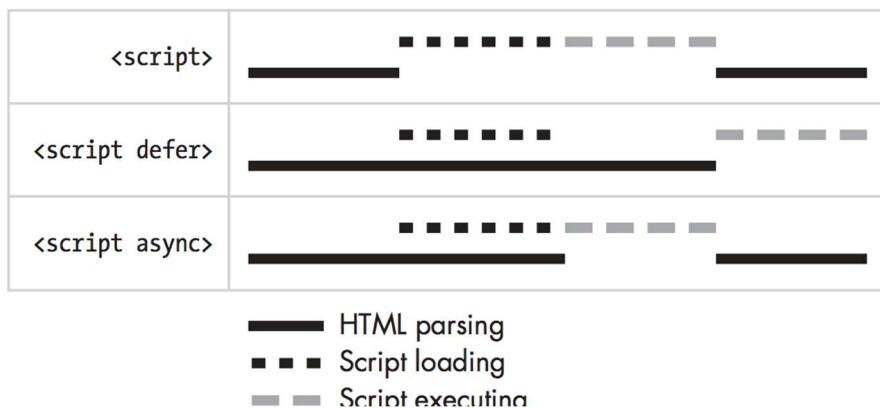 <script>
<script defer>
<script async>
HTML parsing
Script loading
Script executing